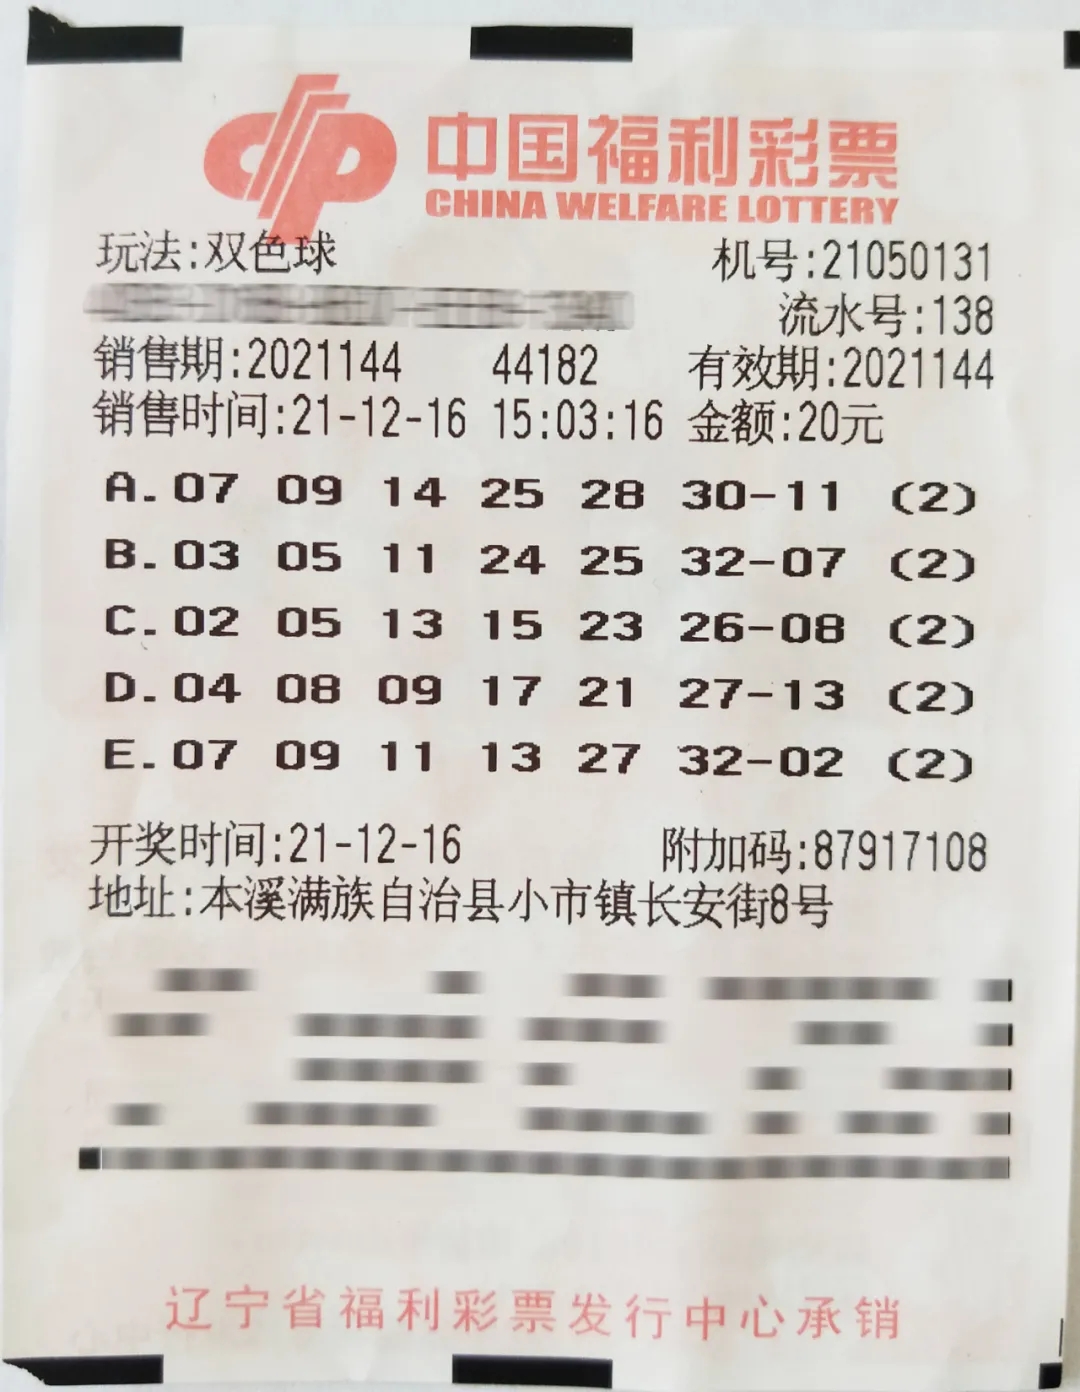 中国福利彩票
CHINA WELFARE LOTTERY
玩法:双色球 机号:21050131
流水号:138
销售期:2021144 44182 有效期:2021144
销售时间:21-12-16 15:03:16 金额:20元
A.07 09 14 25 28 30-11 (2)
B.03 05 11 24 25 32-07 (2)
C.02 05 13 15 23 26-08 (2)
D.04 08 09 17 21 27-13 (2)
E.07 09 11 13 27 32-02 (2)
开奖时间:21-12-16 附加码:87917108
地址:本溪满族自治县小市镇长安街8号
辽宁省福利彩票发行中心承销